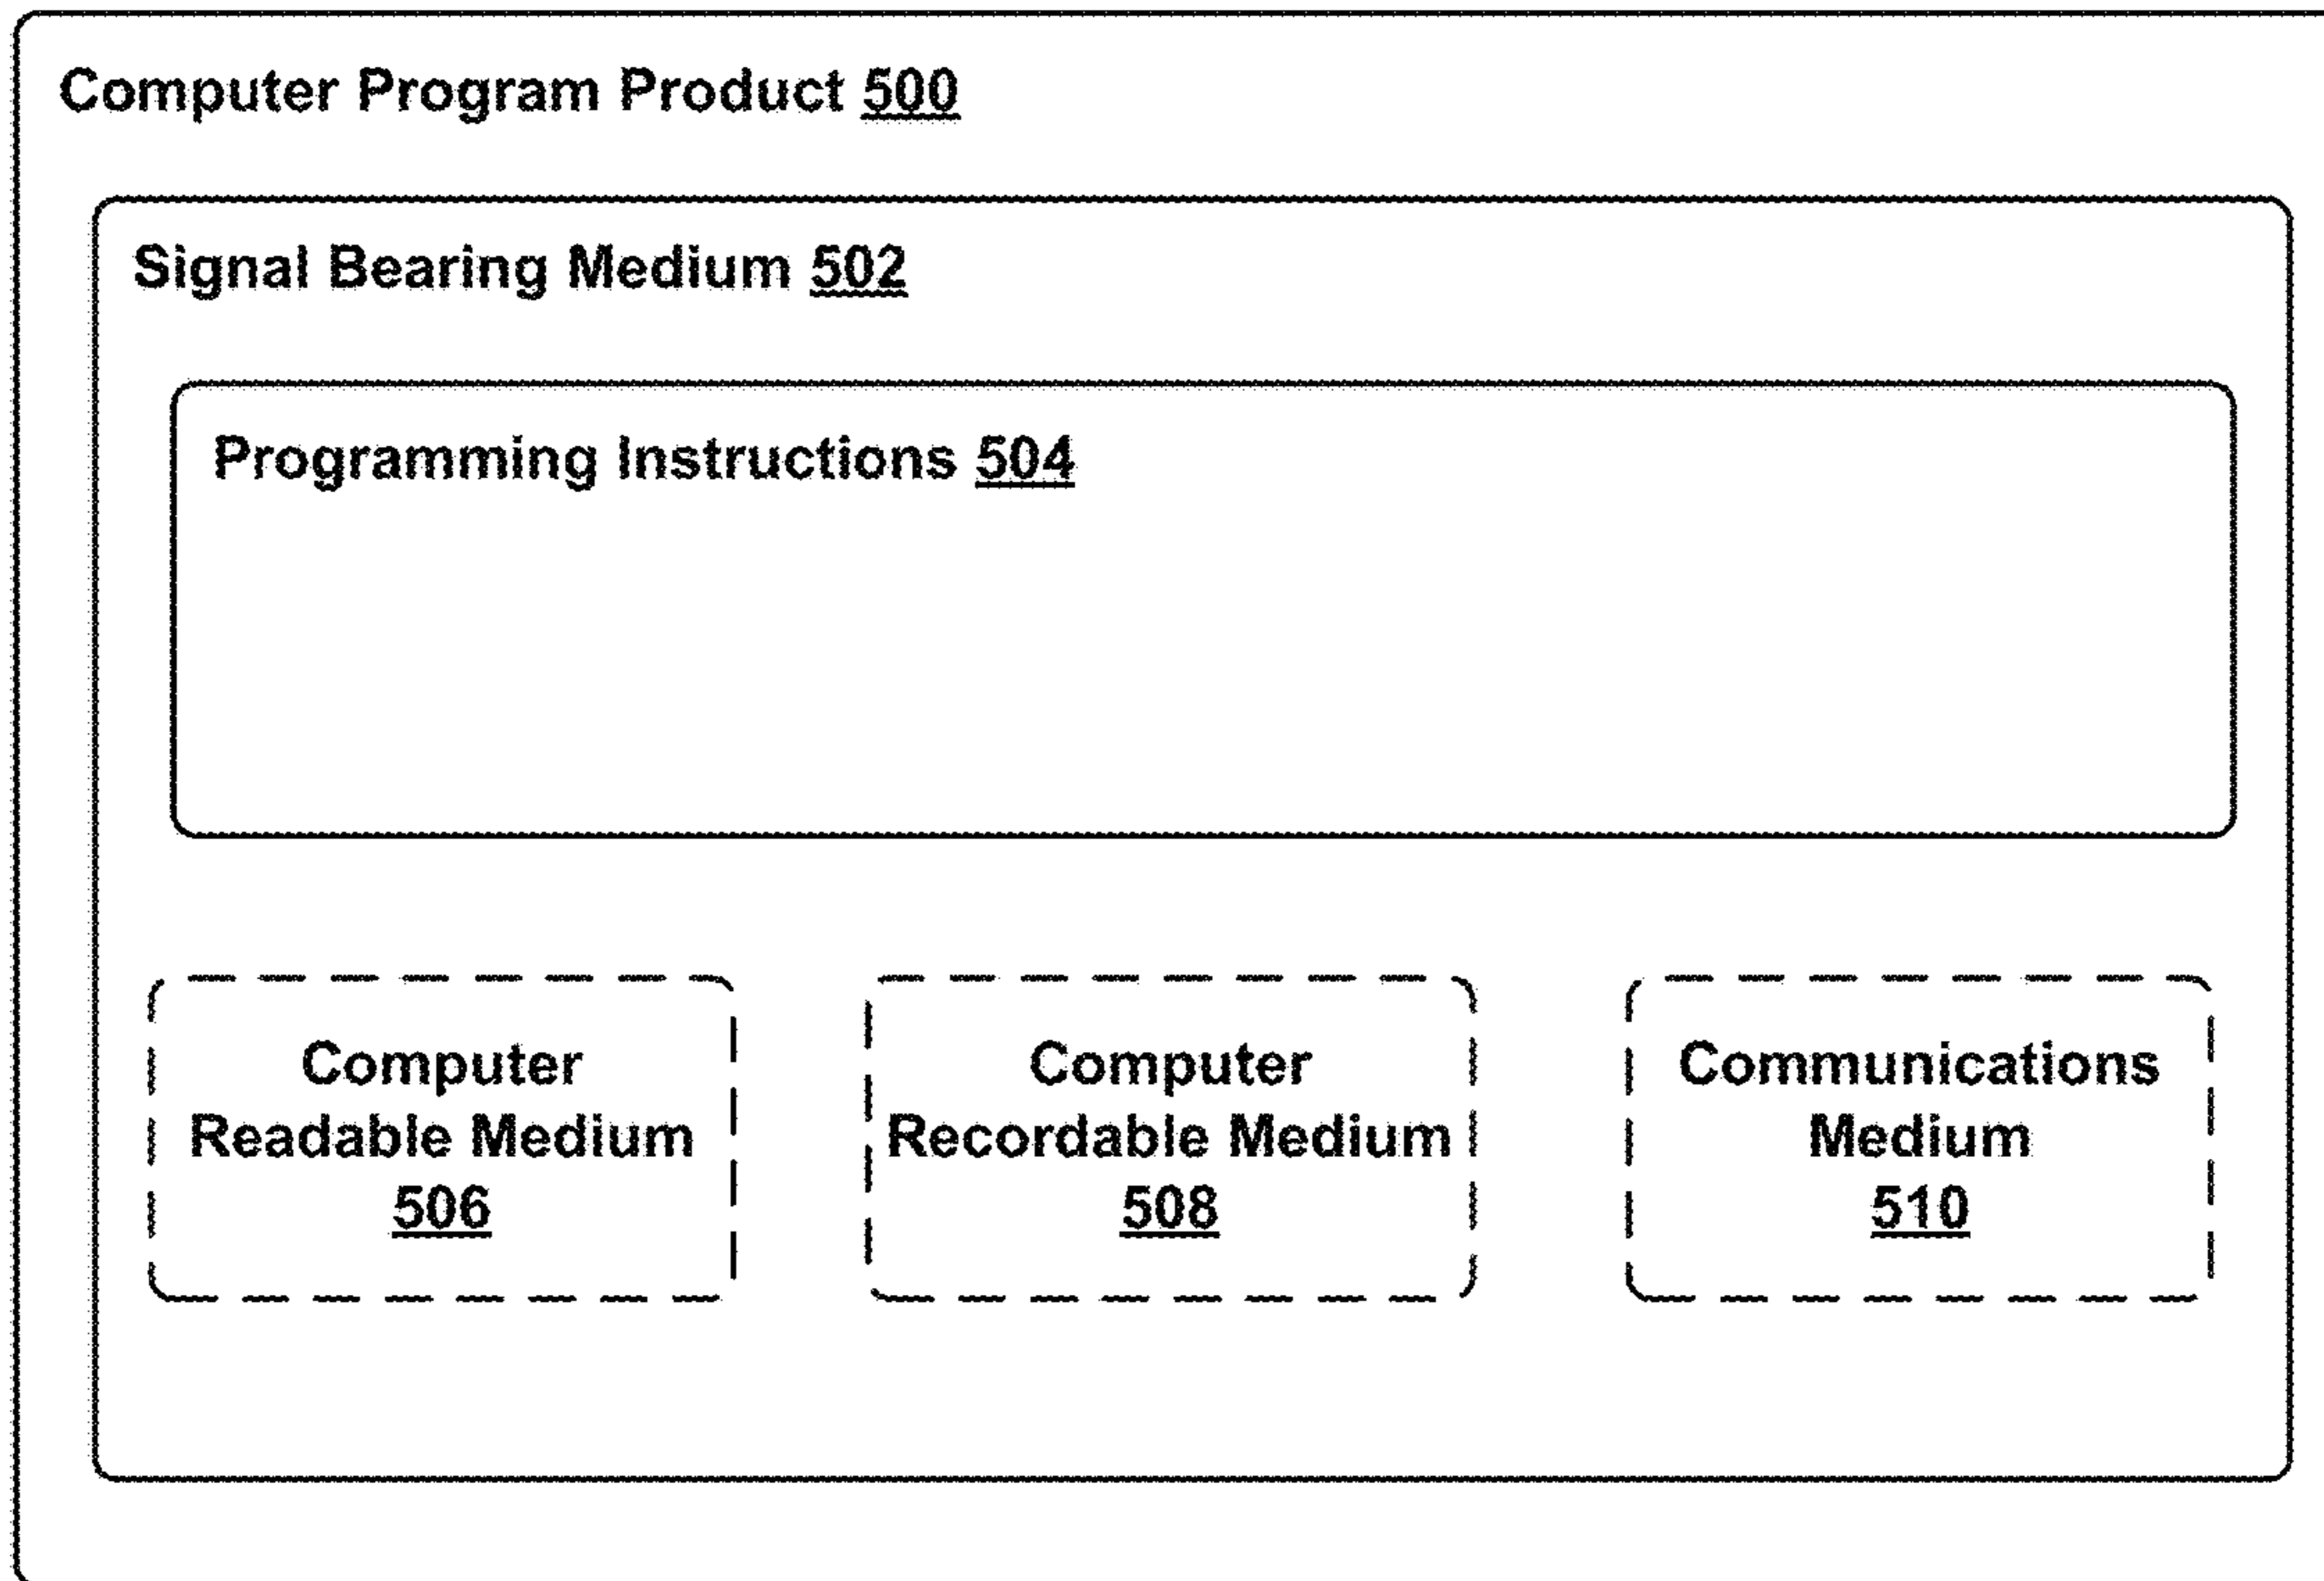 Computer Program Product 500
Signal Bearing Medium 502
Programming Instructions 504
Computer
Readable Medium
506
Computer
Recordable Medium
508
Communications
Medium
510